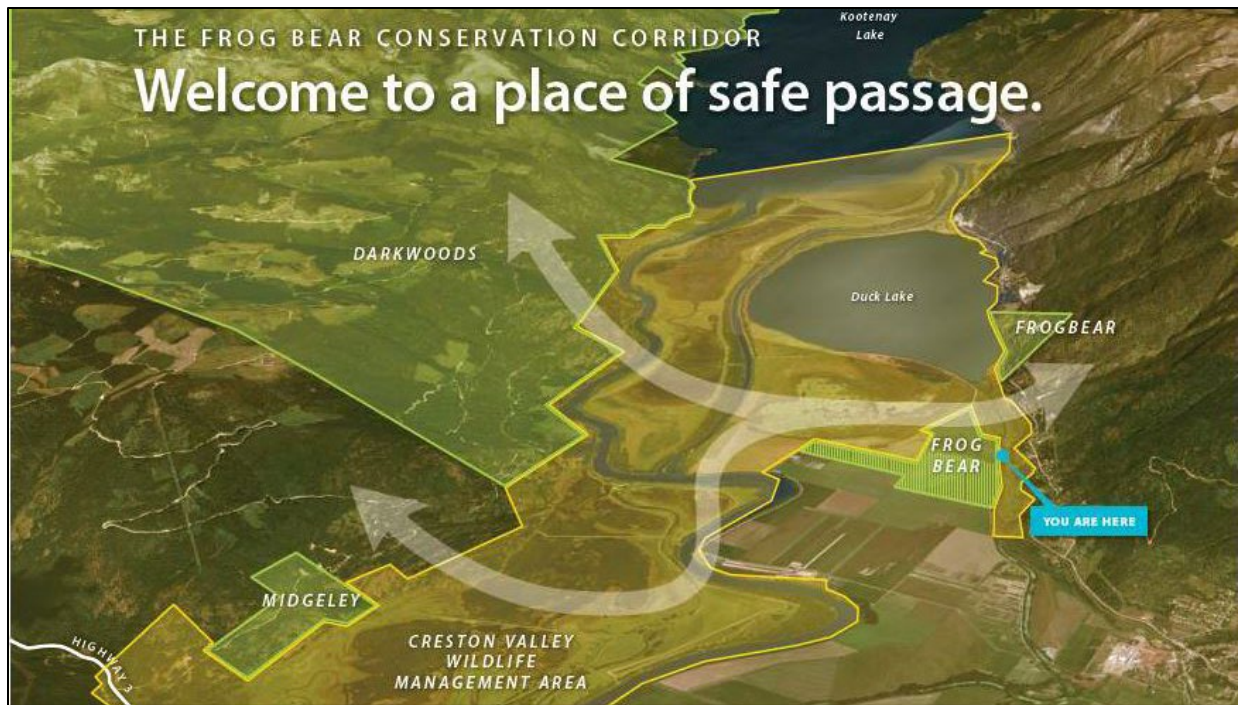 THE FROG BEAR CONSERVATION CORRIDOR
Kootenay
Lake
Welcome to a place of safe passage.
DARKWOODS
Duck Lake
FROGBEAR
FROG
BEAR
YOU ARE HERE
MIDGELEY
CRESTON VALLEY
WILDLIFE
MANAGEMENT AREA
HIGHWAY 3